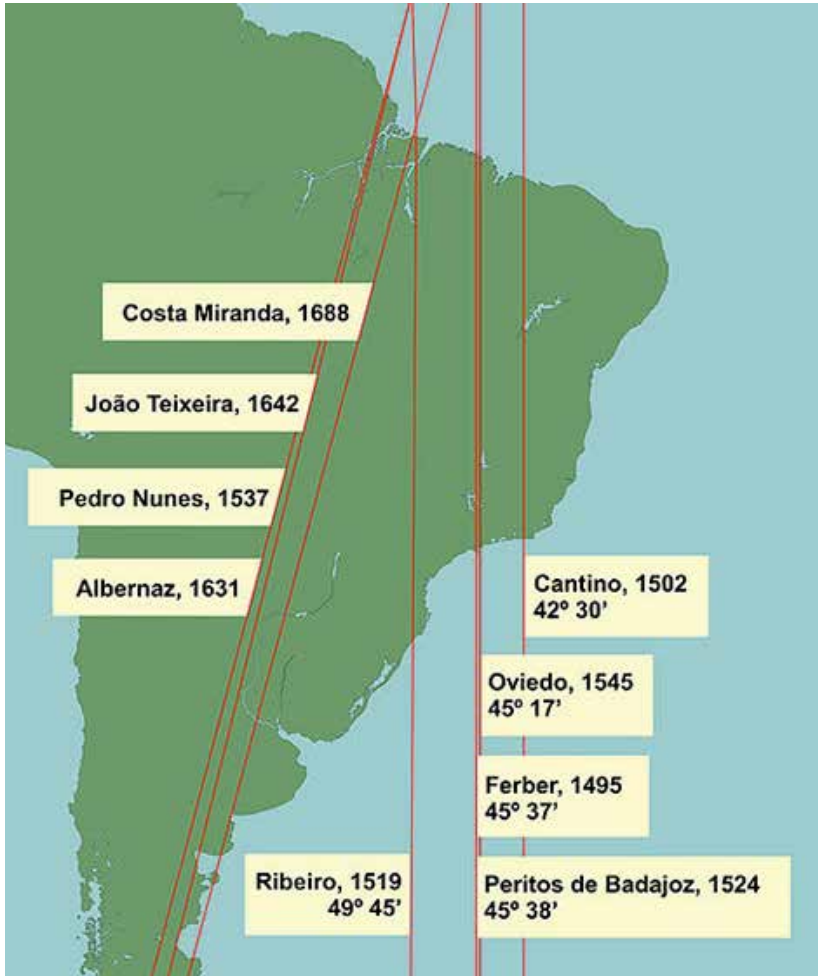 Costa Miranda, 1688
João Teixeira, 1642
Pedro Nunes, 1537
Albernaz, 1631
Cantino, 1502
42º 30’
Oviedo, 1545
45º 17’
Ferber, 1495
45º 37’
Ribeiro, 1519
49º 45’
Peritos de Badajoz, 1524
45º 38’